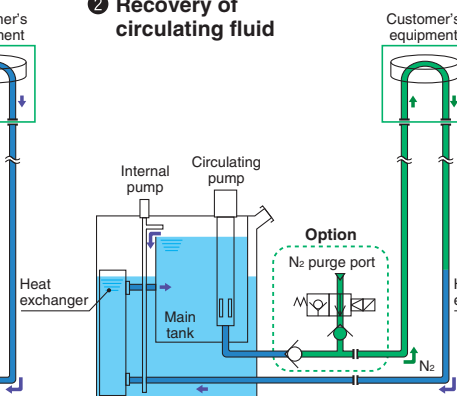 ❷ Recovery of
circulating fluid
Customer's
equipment
Circulating
pump
Internal
pump
Option
N₂ purge port
Heat
exchanger
Main
tank
N₂